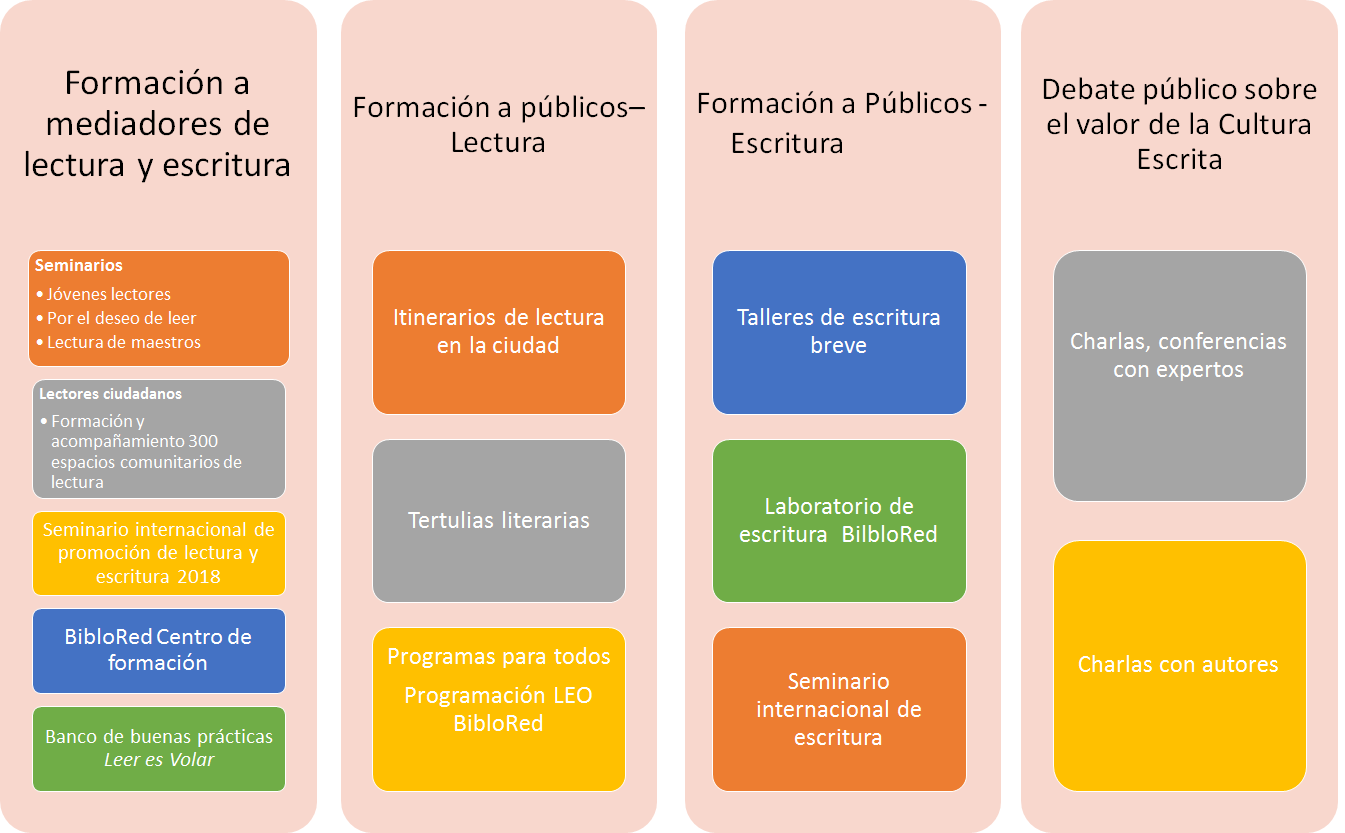 Formación a
mediadores de
lectura y escritura
Seminarios
• Jóvenes lectores
• Por el deseo de leer
• Lectura de maestros
Lectores ciudadanos
• Formación y
acompañamiento 300
espacios comunitarios de
lectura
Seminario internacional de
promoción de lectura y
escritura 2018
BibloRed Centro de
formación
Banco de buenas prácticas
Leer es Volar
Formación a públicos–
Lectura
Itinerarios de lectura
en la ciudad
Tertulias literarias
Programas para todos
Programación LEO
BibloRed
Formación a Públicos -
Escritura
Talleres de escritura
breve
Laboratorio de
escritura BilbloRed
Seminario
internacional de
escritura
Debate público sobre
el valor de la Cultura
Escrita
Charlas, conferencias
con expertos
Charlas con autores